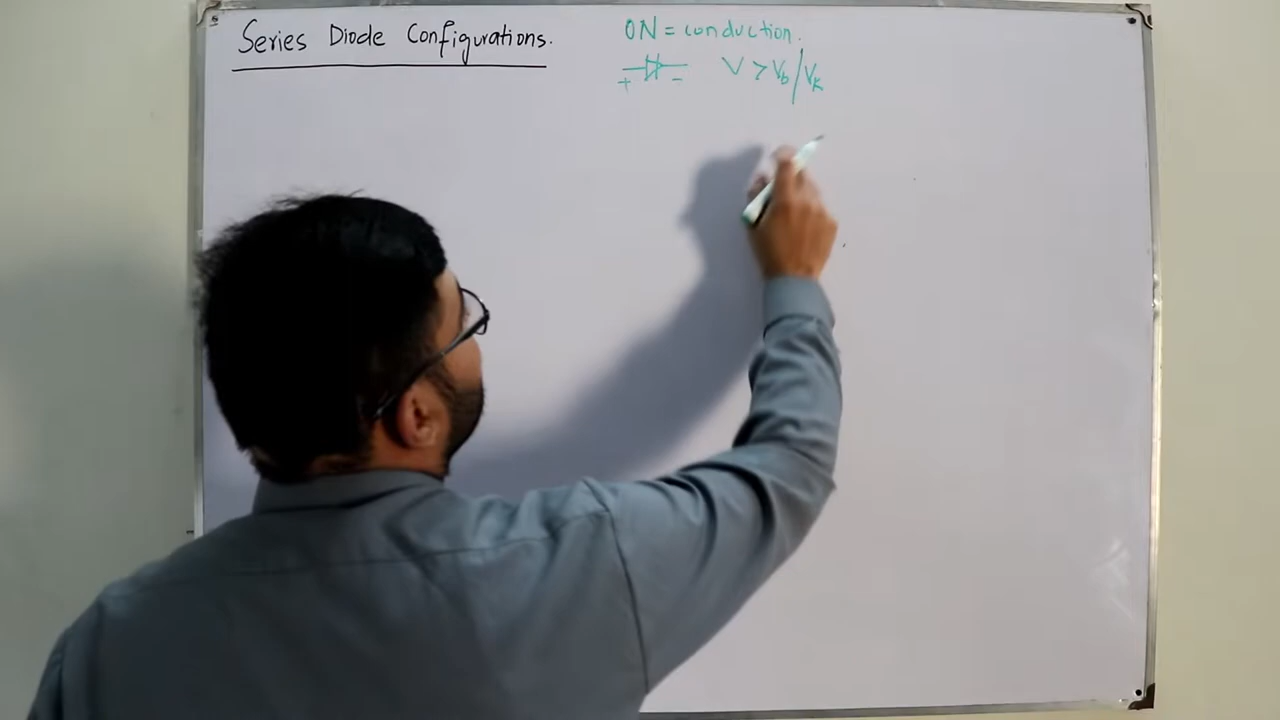 Series Diode Configurations.
ON = conduction.
+ - V > Vb/VK